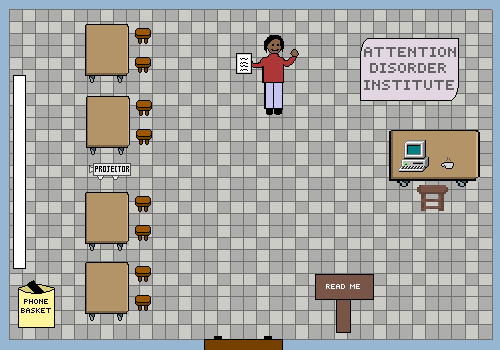 ATTENTION
DISORDER
INSTITUTE
PROJECTOR
READ ME
PHONE
BASKET